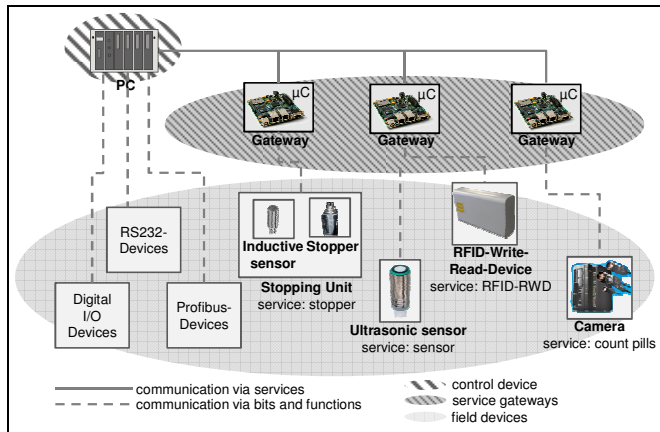 PC
µC
µC
µC
Gateway
Gateway
Gateway
RS232-
Devices
Digital
I/O
Devices
Profibus-
Devices
Inductive
sensor
Stopper
Stopping Unit
service: stopper
Ultrasonic sensor
service: sensor
RFID-Write-
Read-Device
service: RFID-RWD
Camera
service: count pills
communication via services
communication via bits and functions
control device
service gateways
field devices